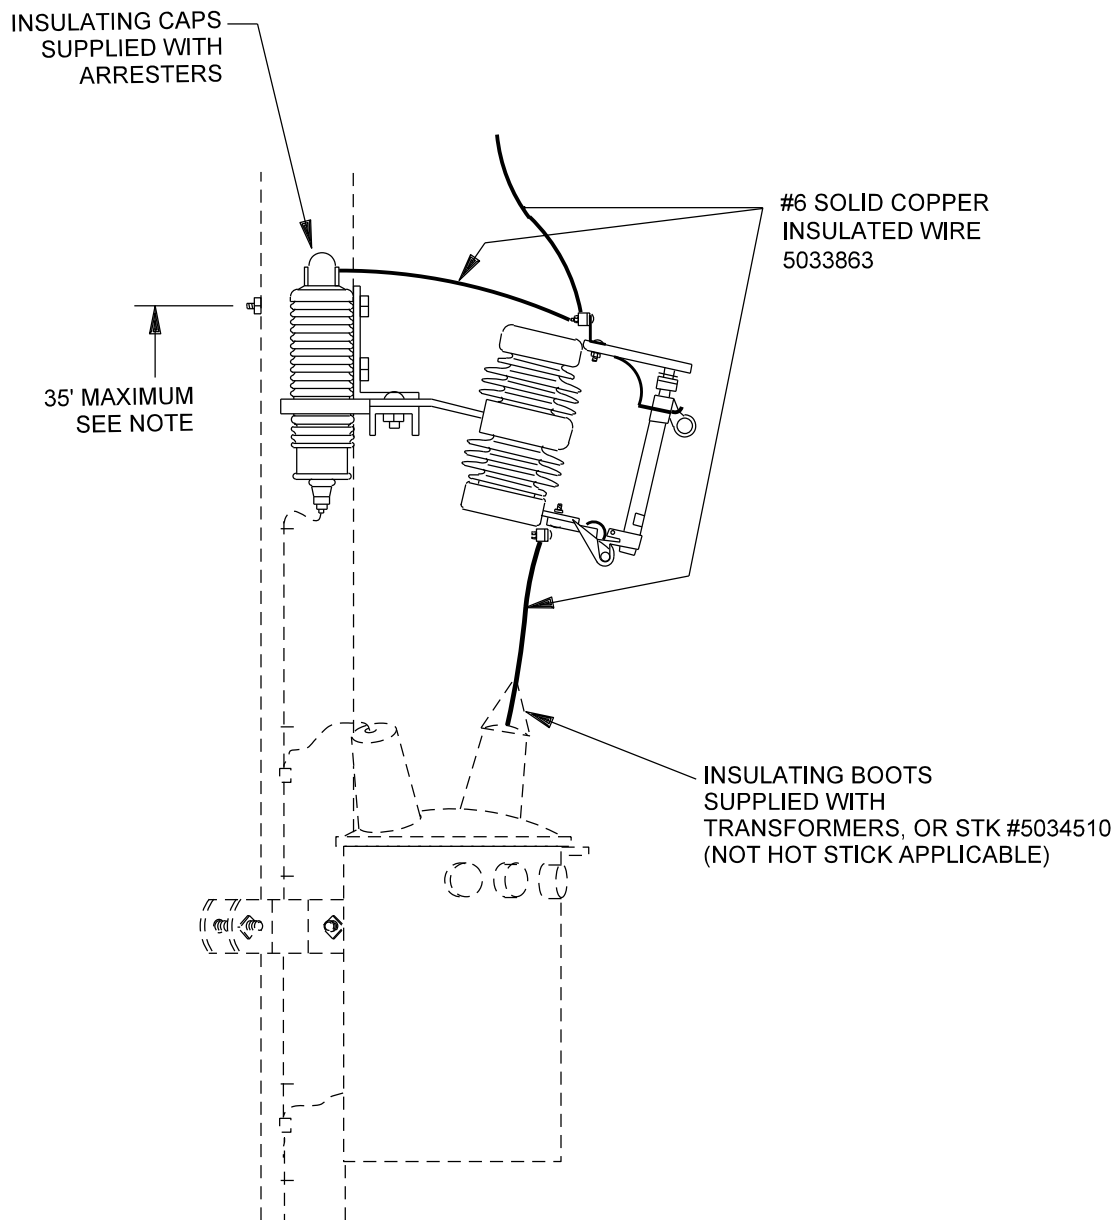 INSULATING CAPS
SUPPLIED WITH
ARRESTERS
#6 SOLID COPPER
INSULATED WIRE
5033863
35' MAXIMUM
SEE NOTE
INSULATING BOOTS
SUPPLIED WITH
TRANSFORMERS, OR STK #5034510
(NOT HOT STICK APPLICABLE)